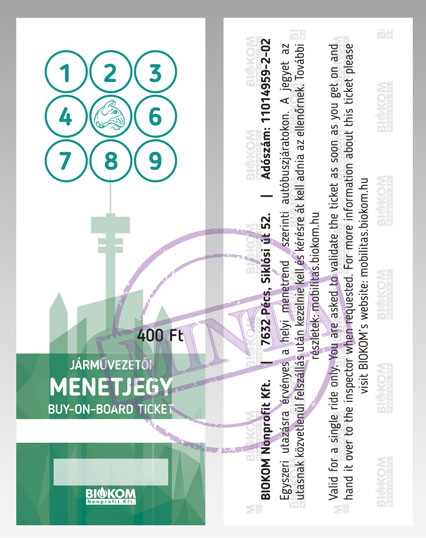 1 2 3
4 6
7 8 9
400 Ft
JÁRMŰVEZETŐI
MENETJEGY
BUY-ON-BOARD TICKET
BIOKOM
Nonprofit Kft.
BIOKOM Nonprofit Kft. | 7632 Pécs, Siklósi út 52. | Adószám: 11014959-2-02
Egyszeri utazásra érvényes a helyi menetrend szerinti autóbuszjáratokon. A jegyet az
utasnak közvetlenül felszállás után kezelnie kell és kérésre át kell adnia az ellenőrnek. További
részletek: mobilitas.biokom.hu
Valid for a single ride only. You are asked to validate the ticket as soon as you get on and
hand it over to the inspector when requested. For more information about this ticket please
visit BIOKOM's website: mobilitas.biokom.hu
MINTA